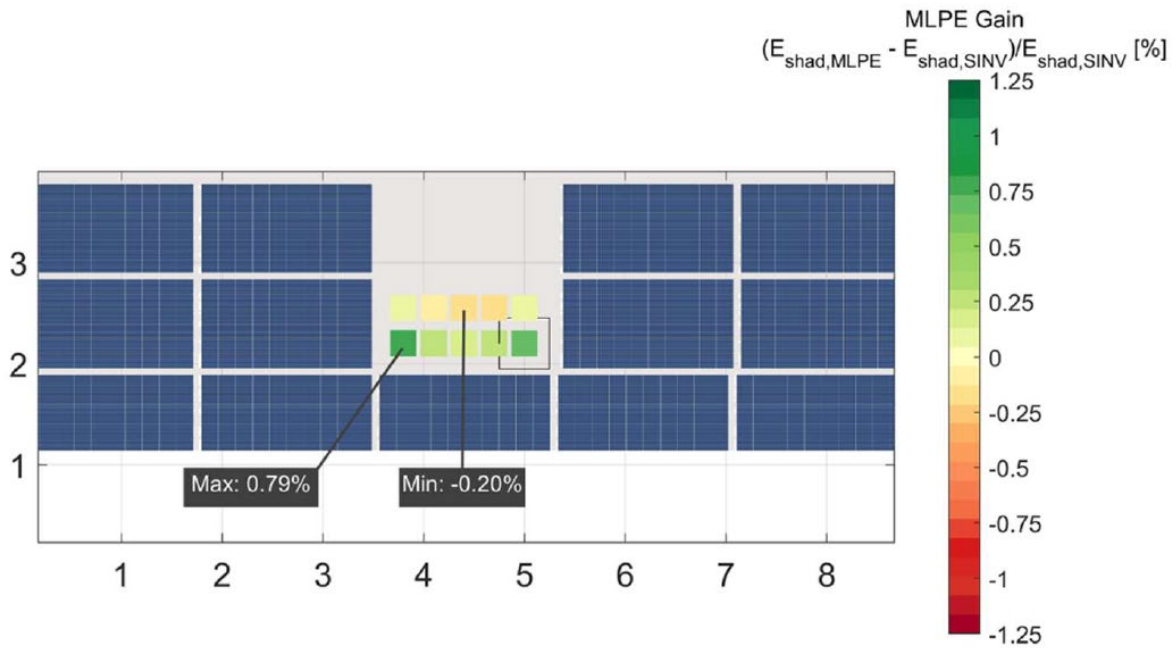 MLPE Gain
(E_shad,MLPE - E_shad,SINV)/E_shad,SINV [%]
1.25
1
0.75
0.5
0.25
0
-0.25
-0.5
-0.75
-1
-1.25
3
2
1
Max: 0.79%
Min: -0.20%
1 2 3 4 5 6 7 8